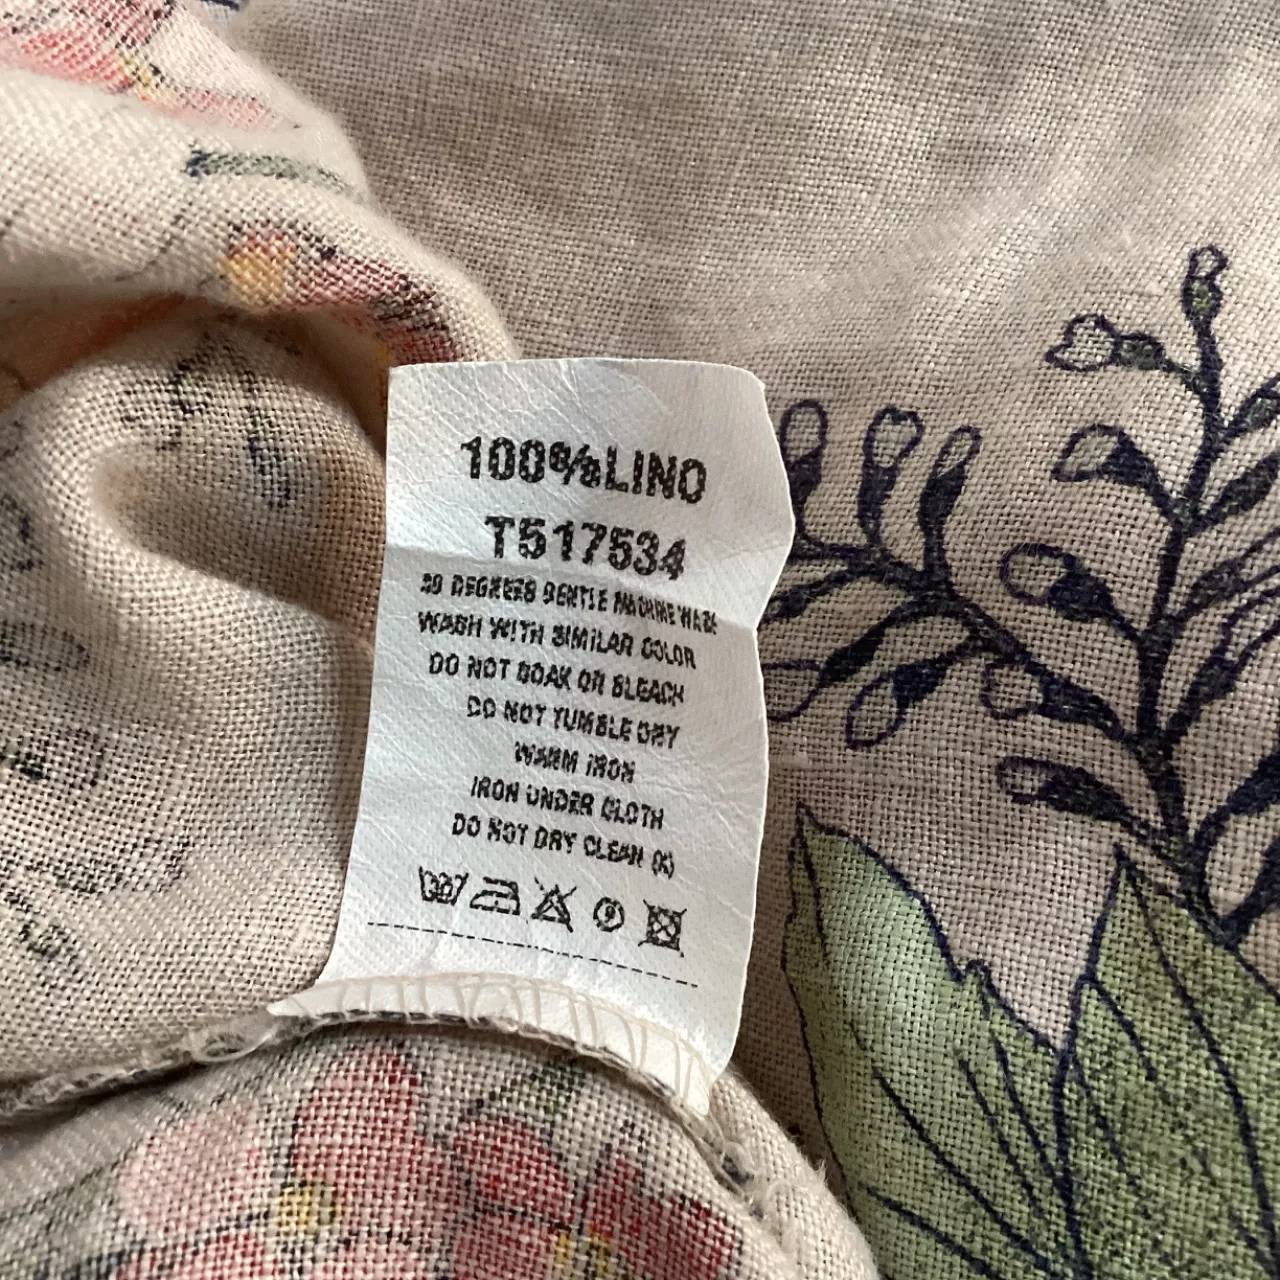 100%LINO
T517534
30 DEGREES GENTLE MACHINE WASH
WASH WITH SIMILAR COLOR
DO NOT SOAK OR BLEACH
DO NOT TUMBLE DRY
WARM IRON
IRON UNDER CLOTH
DO NOT DRY CLEAN